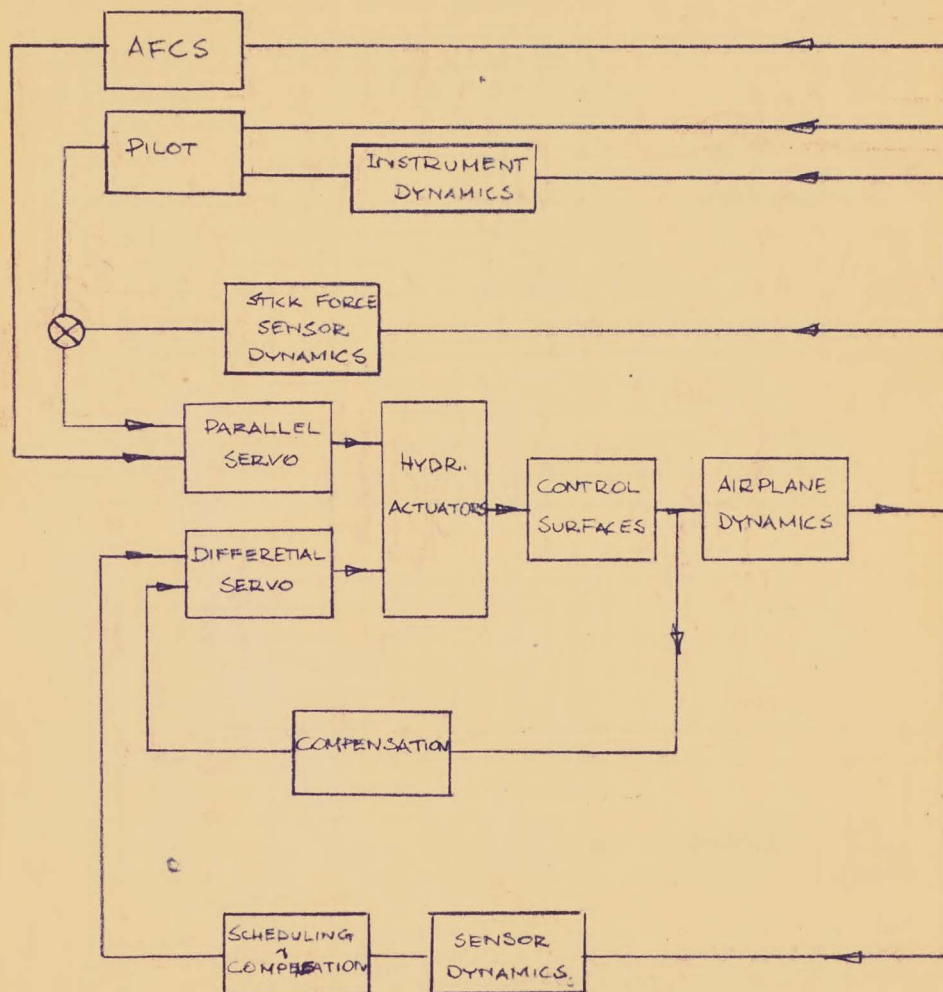 AFCS
PILOT
INSTRUMENT
DYNAMICS
STICK FORCE
SENSOR
DYNAMICS
PARALLEL
SERVO
HYDR.
ACTUATORS
CONTROL
SURFACES
AIRPLANE
DYNAMICS
DIFFERETIAL
SERVO
COMPENSATION
SCHEDULING
&
COMPESATION
SENSOR
DYNAMICS.